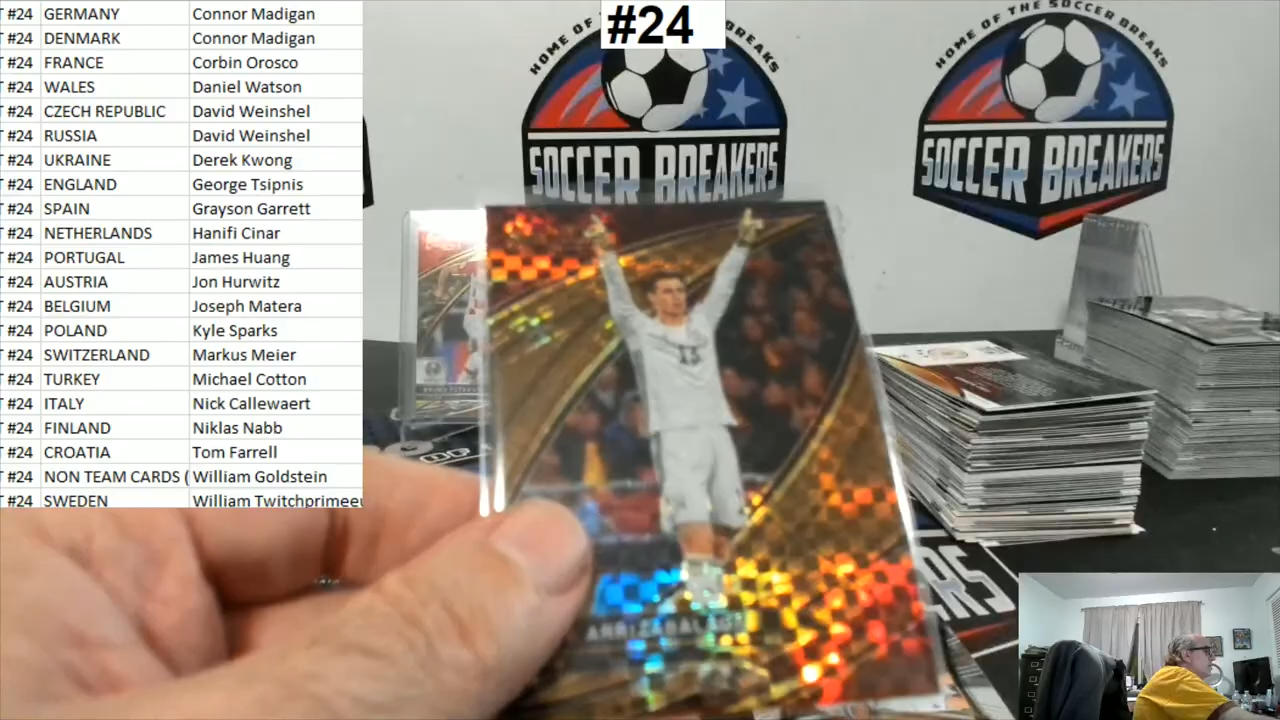 #24
T #24 GERMANY Connor Madigan
T #24 DENMARK Connor Madigan
T #24 FRANCE Corbin Orosco
T #24 WALES Daniel Watson
T #24 CZECH REPUBLIC David Weinshel
T #24 RUSSIA David Weinshel
T #24 UKRAINE Derek Kwong
T #24 ENGLAND George Tsipnis
T #24 SPAIN Grayson Garrett
T #24 NETHERLANDS Hanifi Cinar
T #24 PORTUGAL James Huang
T #24 AUSTRIA Jon Hurwitz
T #24 BELGIUM Joseph Matera
T #24 POLAND Kyle Sparks
T #24 SWITZERLAND Markus Meier
T #24 TURKEY Michael Cotton
T #24 ITALY Nick Callewaert
T #24 FINLAND Niklas Nabb
T #24 CROATIA Tom Farrell
T #24 NON TEAM CARDS ( William Goldstein
T #24 SWEDEN William Twitchprimeeu
HOME OF THE SOCCER BREAKS
SOCCER BREAKERS
HOME OF THE SOCCER BREAKS
SOCCER BREAKERS
13
ARRIZABALAGA
ERS